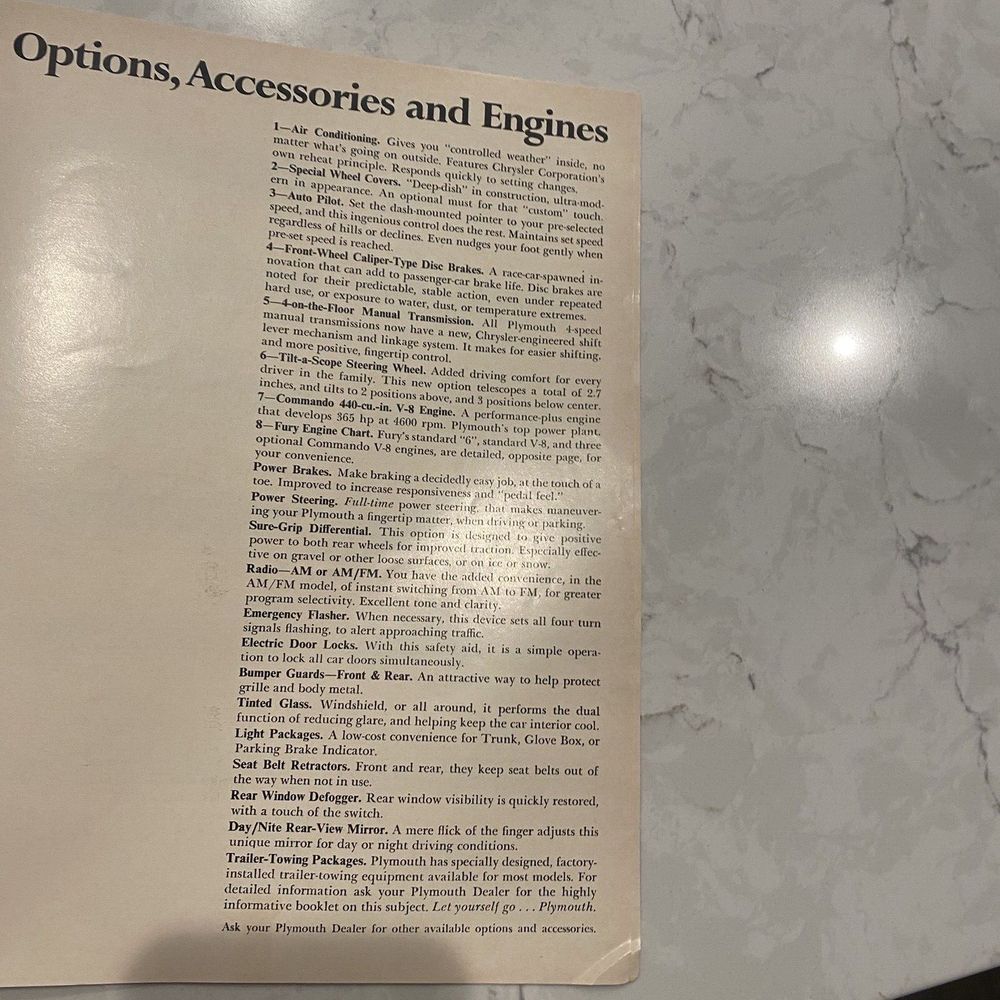 Options, Accessories and Engines
1—Air Conditioning. Gives you "controlled weather" inside, no
matter what's going on outside. Features Chrysler Corporation's
own reheat principle. Responds quickly to setting changes.
2—Special Wheel Covers. "Deep-dish" in construction, ultra-mod-
ern in appearance. An optional must for that "custom" touch.
3—Auto Pilot. Set the dash-mounted pointer to your pre-selected
speed, and this ingenious control does the rest. Maintains set speed
regardless of hills or declines. Even nudges your foot gently when
pre-set speed is reached.
4—Front-Wheel Caliper-Type Disc Brakes. A race-car-spawned in-
novation that can add to passenger-car brake life. Disc brakes are
noted for their predictable, stable action, even under repeated
hard use, or exposure to water, dust, or temperature extremes.
5—4-on-the-Floor Manual Transmission. All Plymouth 4-speed
manual transmissions now have a new, Chrysler-engineered shift
lever mechanism and linkage system. It makes for easier shifting,
and more positive, fingertip control.
6—Tilt-a-Scope Steering Wheel. Added driving comfort for every
driver in the family. This new option telescopes a total of 2.7
inches, and tilts to 2 positions above, and 3 positions below center.
7—Commando 440-cu.-in. V-8 Engine. A performance-plus engine
that develops 365 hp at 4600 rpm. Plymouth's top power plant.
8—Fury Engine Chart. Fury's standard "6", standard V-8, and three
optional Commando V-8 engines, are detailed, opposite page, for
your convenience.
Power Brakes. Make braking a decidedly easy job, at the touch of a
toe. Improved to increase responsiveness and "pedal feel."
Power Steering. Full-time power steering, that makes maneuver-
ing your Plymouth a fingertip matter, when driving or parking.
Sure-Grip Differential. This option is designed to give positive
power to both rear wheels for improved traction. Especially effec-
tive on gravel or other loose surfaces, or on ice or snow.
Radio—AM or AM/FM. You have the added convenience, in the
AM/FM model, of instant switching from AM to FM, for greater
program selectivity. Excellent tone and clarity.
Emergency Flasher. When necessary, this device sets all four turn
signals flashing, to alert approaching traffic.
Electric Door Locks. With this safety aid, it is a simple opera-
tion to lock all car doors simultaneously.
Bumper Guards—Front & Rear. An attractive way to help protect
grille and body metal.
Tinted Glass. Windshield, or all around, it performs the dual
function of reducing glare, and helping keep the car interior cool.
Light Packages. A low-cost convenience for Trunk, Glove Box, or
Parking Brake Indicator.
Seat Belt Retractors. Front and rear, they keep seat belts out of
the way when not in use.
Rear Window Defogger. Rear window visibility is quickly restored,
with a touch of the switch.
Day/Nite Rear-View Mirror. A mere flick of the finger adjusts this
unique mirror for day or night driving conditions.
Trailer-Towing Packages. Plymouth has specially designed, factory-
installed trailer-towing equipment available for most models. For
detailed information ask your Plymouth Dealer for the highly
informative booklet on this subject. Let yourself go . . . Plymouth.
Ask your Plymouth Dealer for other available options and accessories.